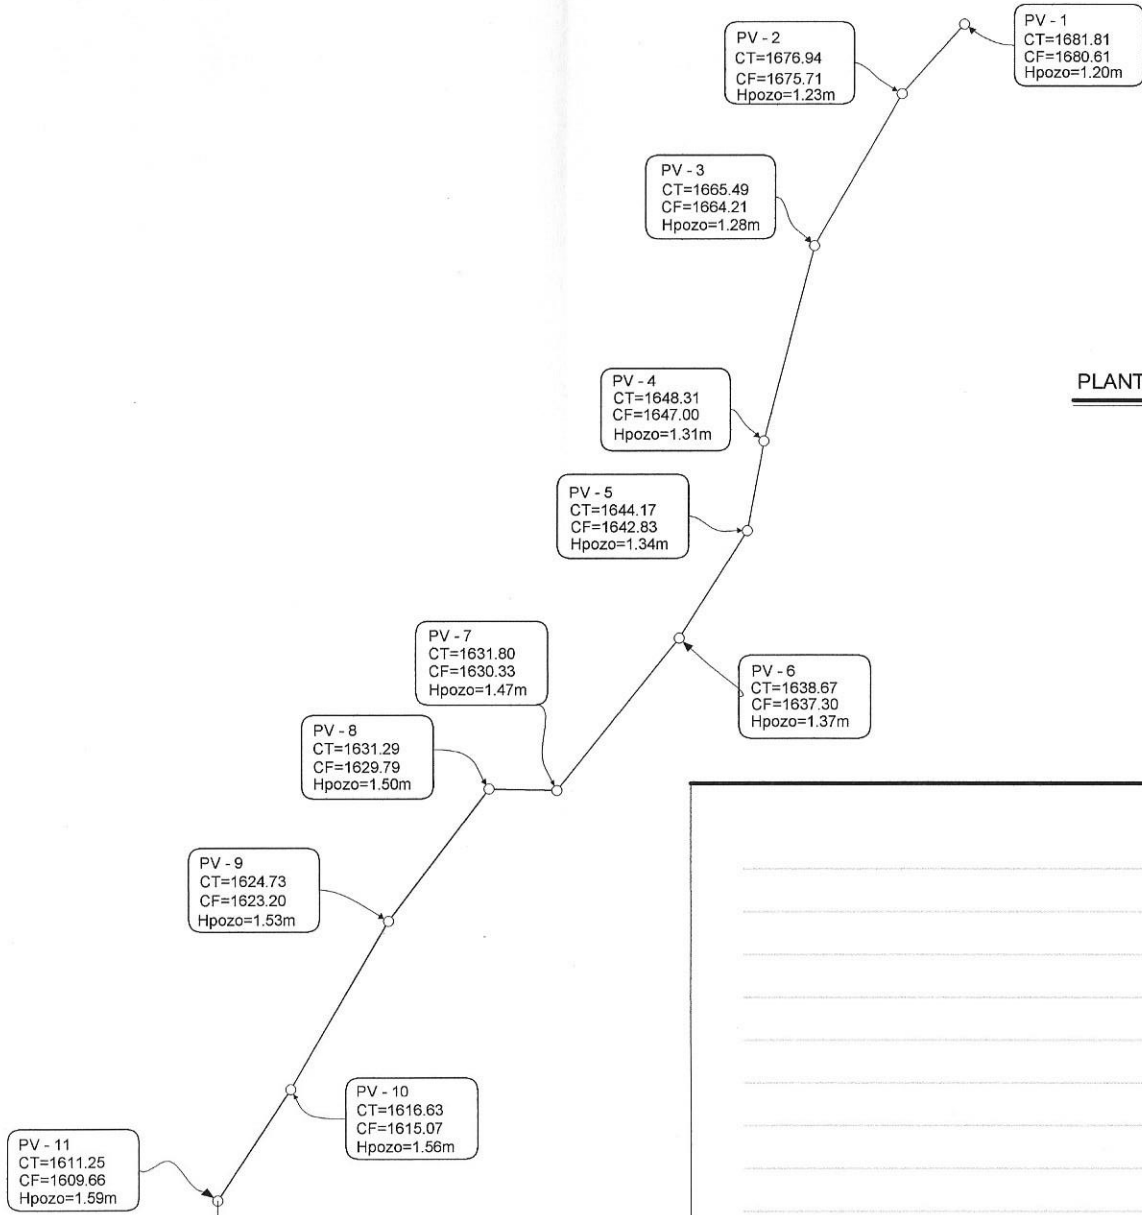 PV - 1
CT=1681.81
CF=1680.61
Hpozo=1.20m
PV - 2
CT=1676.94
CF=1675.71
Hpozo=1.23m
PV - 3
CT=1665.49
CF=1664.21
Hpozo=1.28m
PLANT
PV - 4
CT=1648.31
CF=1647.00
Hpozo=1.31m
PV - 5
CT=1644.17
CF=1642.83
Hpozo=1.34m
PV - 7
CT=1631.80
CF=1630.33
Hpozo=1.47m
PV - 6
CT=1638.67
CF=1637.30
Hpozo=1.37m
PV - 8
CT=1631.29
CF=1629.79
Hpozo=1.50m
PV - 9
CT=1624.73
CF=1623.20
Hpozo=1.53m
PV - 10
CT=1616.63
CF=1615.07
Hpozo=1.56m
PV - 11
CT=1611.25
CF=1609.66
Hpozo=1.59m